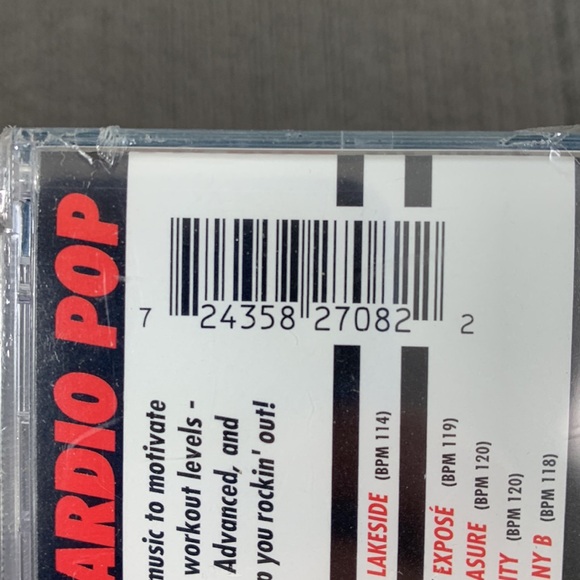 ARDIO POP
7 24358 27082 2
music to motivate
workout levels -
Advanced, and
p you rockin' out!
LAKESIDE (BPM 114)
EXPOSÉ (BPM 119)
ASURE (BPM 120)
TY (BPM 120)
NY B (BPM 118)